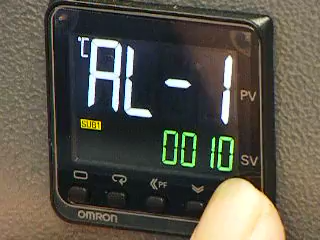 °C
AL-1 PV
SUB1
0010 SV
PF
OMRON